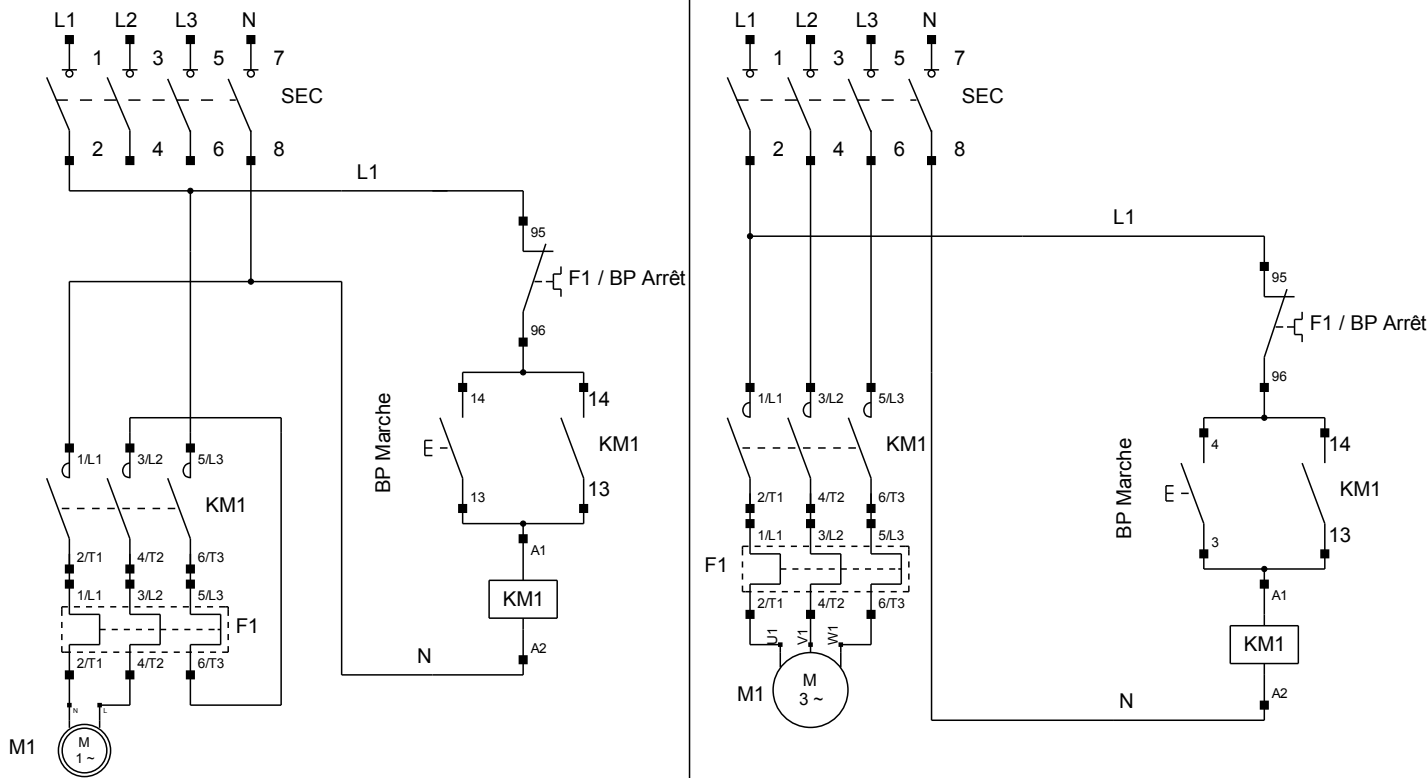 L1 L2 L3 N
1 3 5 7
SEC
2 4 6 8
L1
95
F1 / BP Arrêt
96
14 14
BP Marche
E
KM1
13 13
1/L1 3/L2 5/L3
KM1
2/T1 4/T2 6/T3
A1
1/L1 3/L2 5/L3
KM1
F1
A2
2/T1 4/T2 6/T3
N
N L
M1
M
1 ~
L1 L2 L3 N
1 3 5 7
SEC
2 4 6 8
L1
95
F1 / BP Arrêt
96
1/L1 3/L2 5/L3
4 14
KM1
BP Marche
E
KM1
2/T1 4/T2 6/T3
3 13
1/L1 3/L2 5/L3
F1
A1
2/T1 4/T2 6/T3
U1 V1 W1
KM1
M1
M
3 ~
A2
N